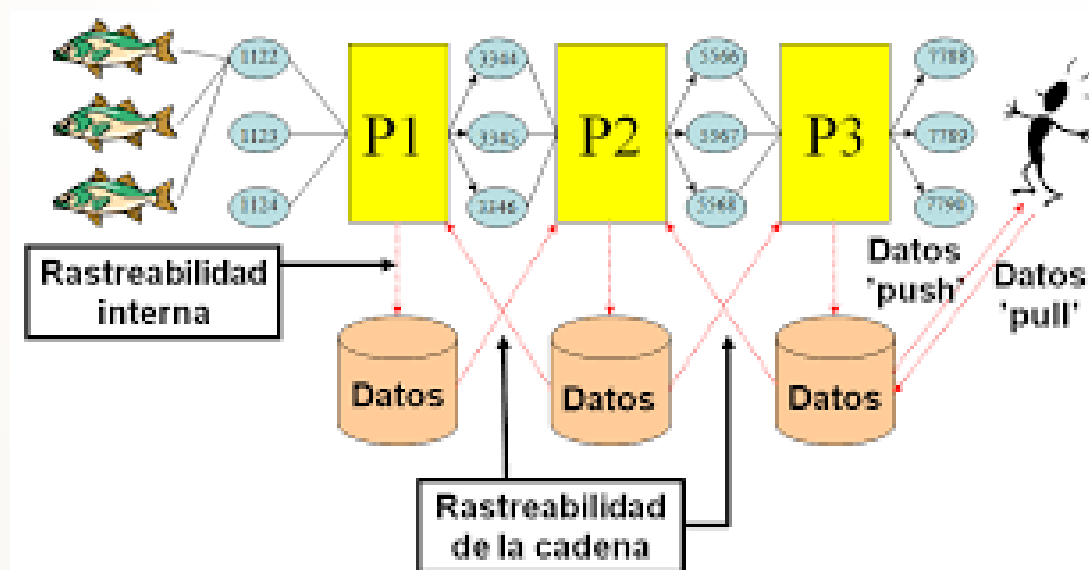 1122
1123
1124
P1
3344
3345
3346
P2
5566
5567
5568
P3
7788
7789
7790
Rastreabilidad
interna
Datos
'push'
Datos
'pull'
Datos
Datos
Datos
Rastreabilidad
de la cadena